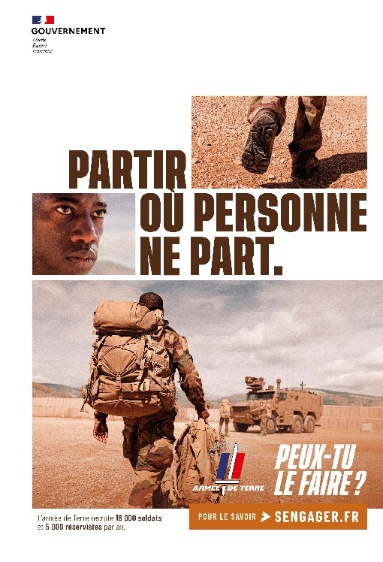 GOUVERNEMENT
PARTIR
OÙ PERSONNE
NE PART.
ARMÉE DE TERRE
PEUX-TU
LE FAIRE ?
L'armée de Terre recrute 16 000 soldats
et 5 000 réservistes par an.
POUR LE SAVOIR > SENGAGER.FR